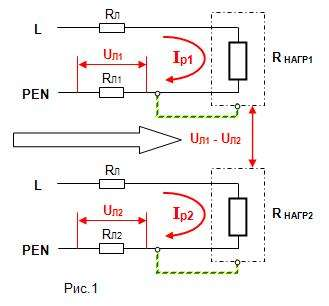 L
Rл
Uл1
Iр1
R нагр1
PEN
Rл1
Uл1 - Uл2
L
Rл
Uл2
Iр2
R нагр2
PEN
Rл2
Рис.1